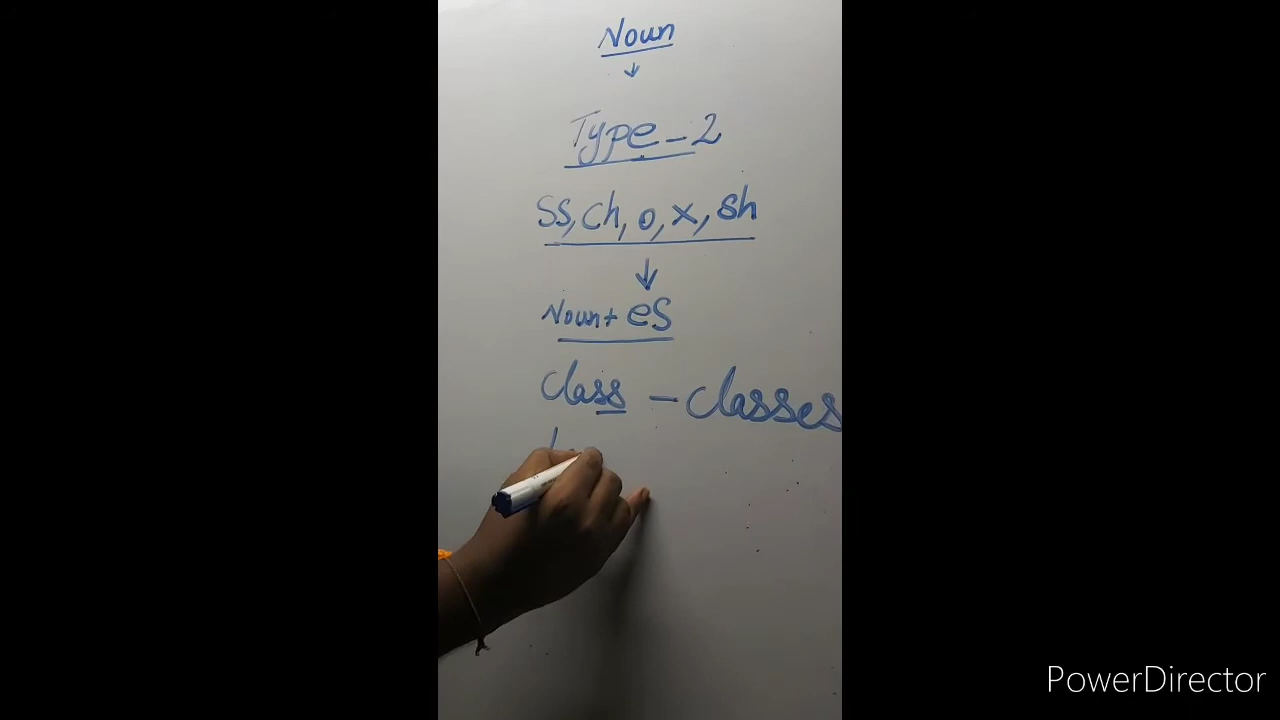 Noun
↓
Type - 2
SS, Ch, o, x, sh
↓
Noun + es
Class - Classes
PowerDirector